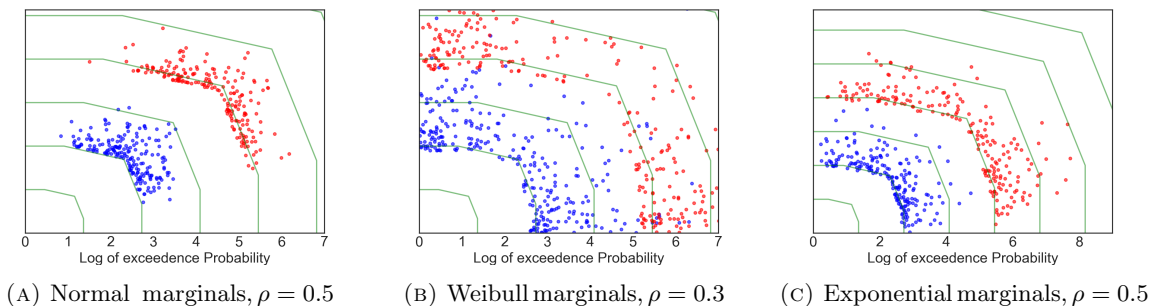 0 1 2 3 4 5 6 7
Log of exceedence Probability
(A) Normal marginals, ρ = 0.5
0 1 2 3 4 5 6 7
Log of exceedence Probability
(B) Weibull marginals, ρ = 0.3
0 2 4 6 8
Log of exceedence Probability
(C) Exponential marginals, ρ = 0.5